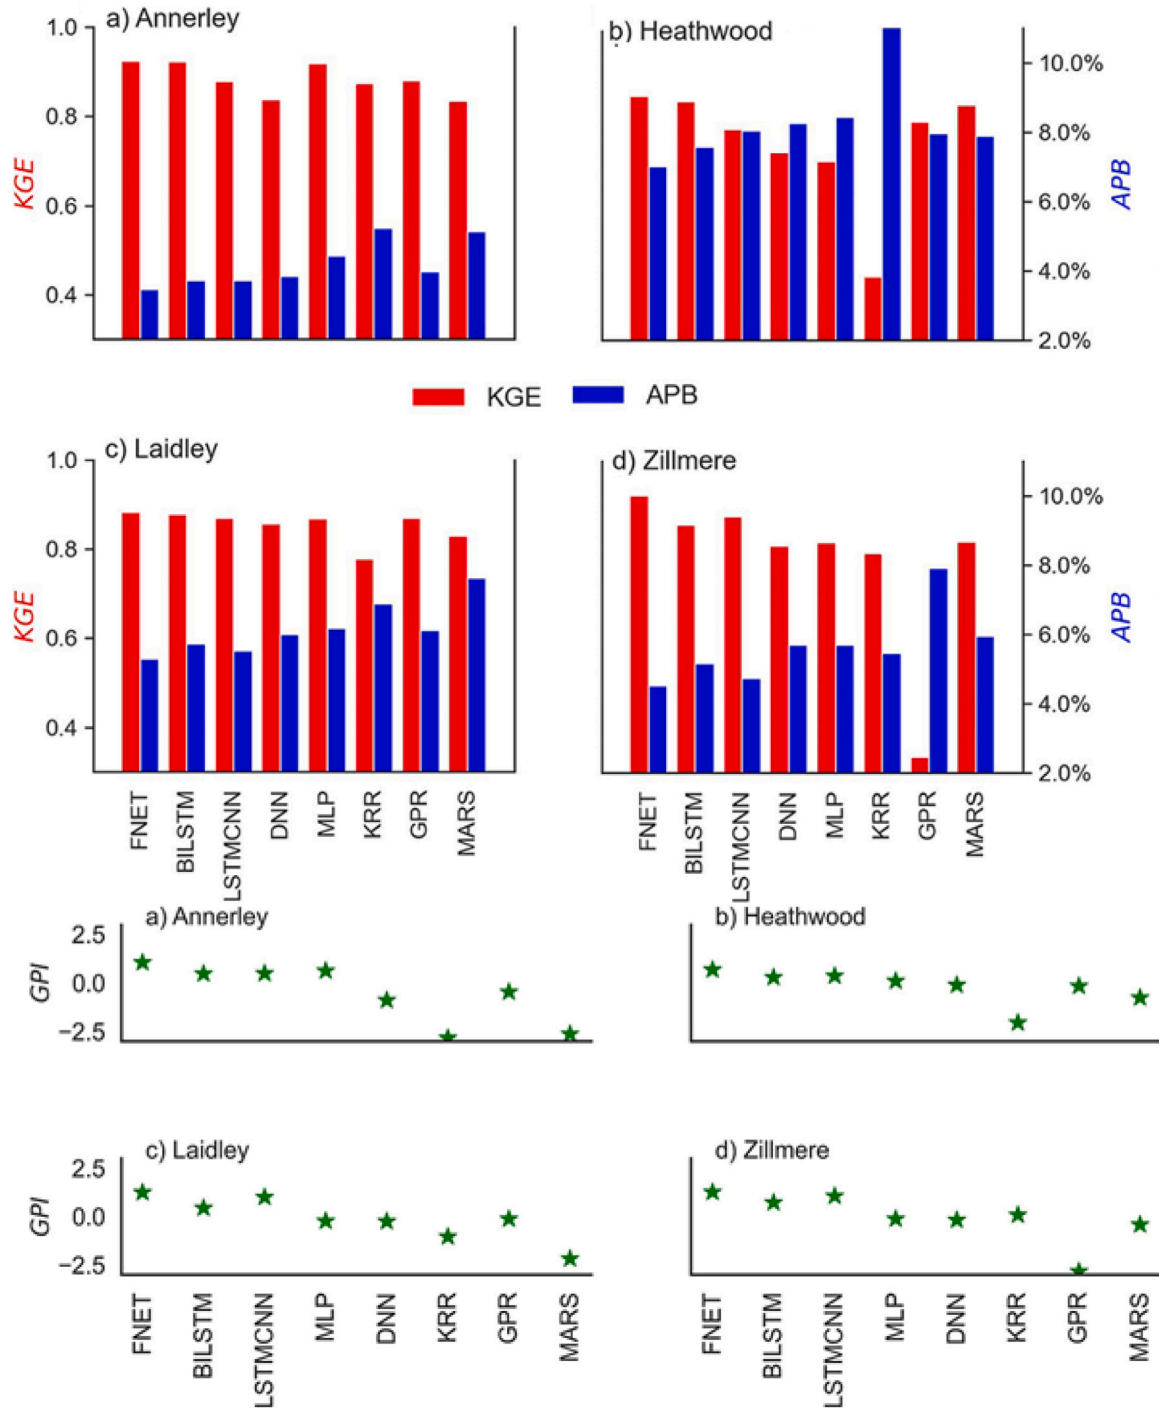 a) Annerley
b) Heathwood
1.0
0.8
0.6
0.4
KGE
10.0%
8.0%
6.0%
4.0%
2.0%
APB
KGE
APB
c) Laidley
d) Zillmere
1.0
0.8
0.6
0.4
KGE
10.0%
8.0%
6.0%
4.0%
2.0%
APB
FNET
BILSTM
LSTMCNN
DNN
MLP
KRR
GPR
MARS
FNET
BILSTM
LSTMCNN
DNN
MLP
KRR
GPR
MARS
a) Annerley
b) Heathwood
2.5
0.0
−2.5
GPI
c) Laidley
d) Zillmere
2.5
0.0
−2.5
GPI
FNET
BILSTM
LSTMCNN
MLP
DNN
KRR
GPR
MARS
FNET
BILSTM
LSTMCNN
MLP
DNN
KRR
GPR
MARS